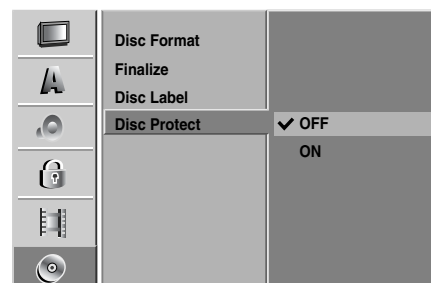 Disc Format
Finalize
Disc Label
Disc Protect
OFF
ON